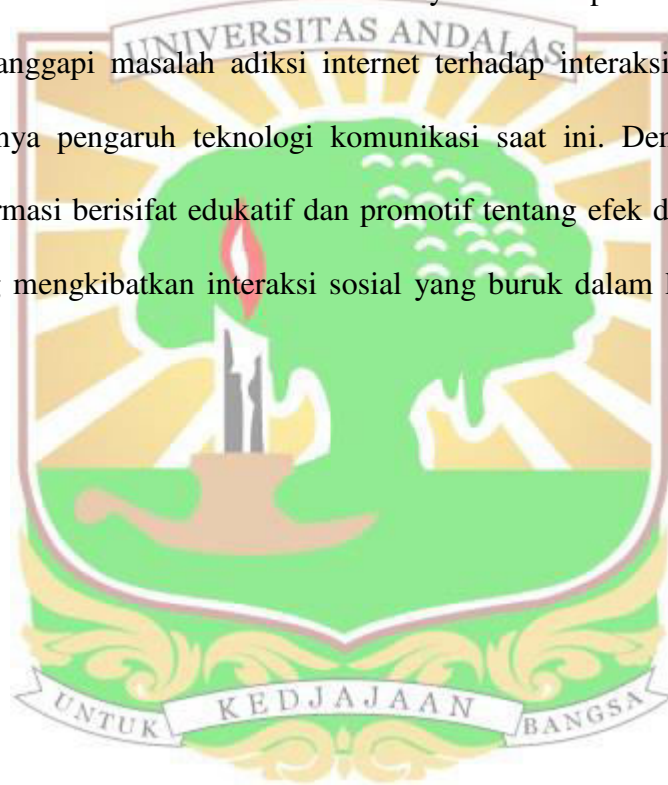 UNIVERSITAS ANDALAS
anggapi masalah adiksi internet terhadap interaksi
nya pengaruh teknologi komunikasi saat ini. Den
rmasi berisifat edukatif dan promotif tentang efek d
mengkibatkan interaksi sosial yang buruk dalam
UNTUK KEDJAJAAN BANGSA